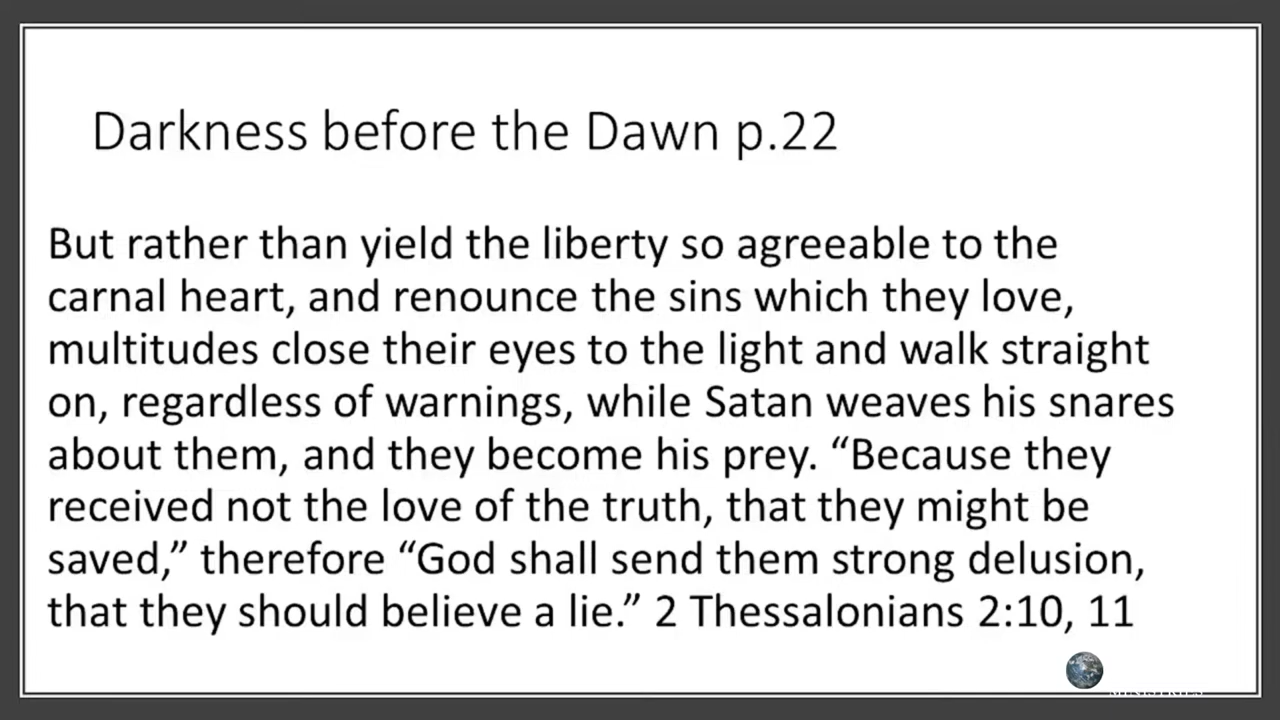 Darkness before the Dawn p.22
But rather than yield the liberty so agreeable to the
carnal heart, and renounce the sins which they love,
multitudes close their eyes to the light and walk straight
on, regardless of warnings, while Satan weaves his snares
about them, and they become his prey. “Because they
received not the love of the truth, that they might be
saved,” therefore “God shall send them strong delusion,
that they should believe a lie.” 2 Thessalonians 2:10, 11
MINISTRIES